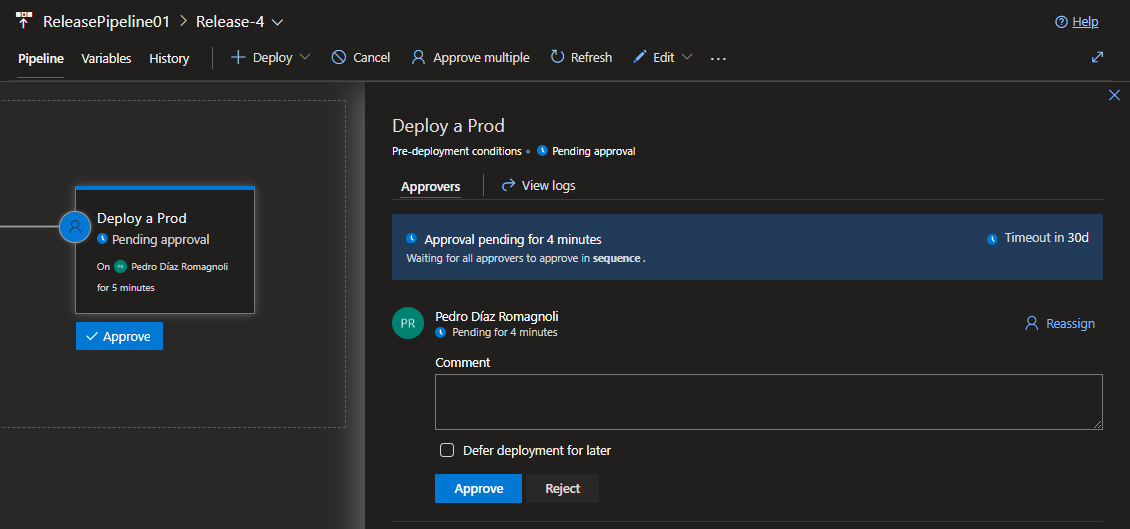 ReleasePipeline01 > Release-4
Help
Pipeline Variables History Deploy Cancel Approve multiple Refresh Edit ...
Deploy a Prod
Pending approval
On PR Pedro Díaz Romagnoli
for 5 minutes
Approve
Deploy a Prod
Pre-deployment conditions • Pending approval
Approvers View logs
Approval pending for 4 minutes
Timeout in 30d
Waiting for all approvers to approve in sequence .
PR
Pedro Díaz Romagnoli
Pending for 4 minutes
Reassign
Comment
Defer deployment for later
Approve Reject